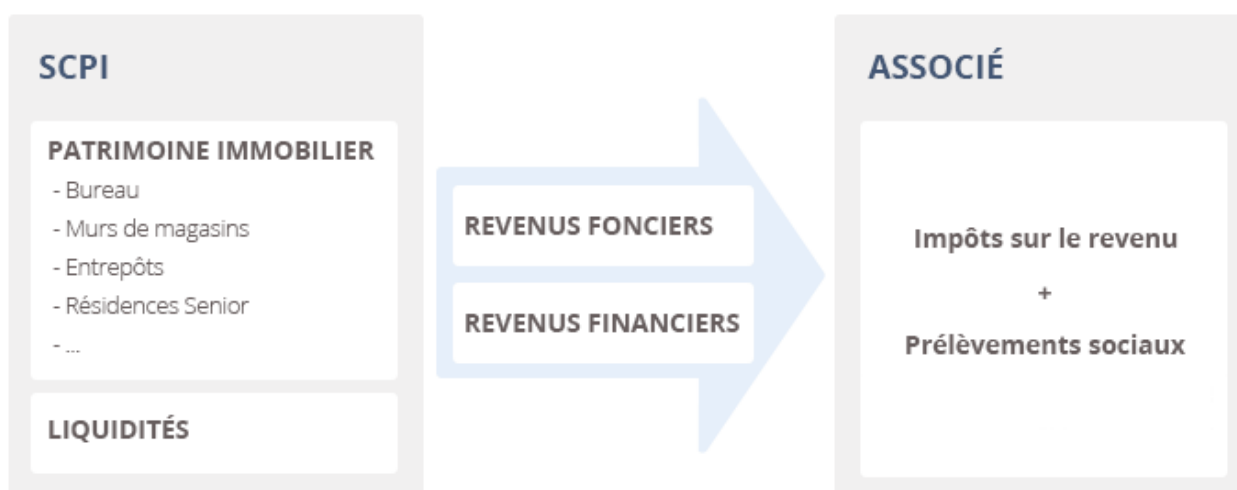 SCPI
PATRIMOINE IMMOBILIER
- Bureau
- Murs de magasins
- Entrepôts
- Résidences Senior
- ...
LIQUIDITÉS
REVENUS FONCIERS
REVENUS FINANCIERS
ASSOCIÉ
Impôts sur le revenu
+
Prélèvements sociaux